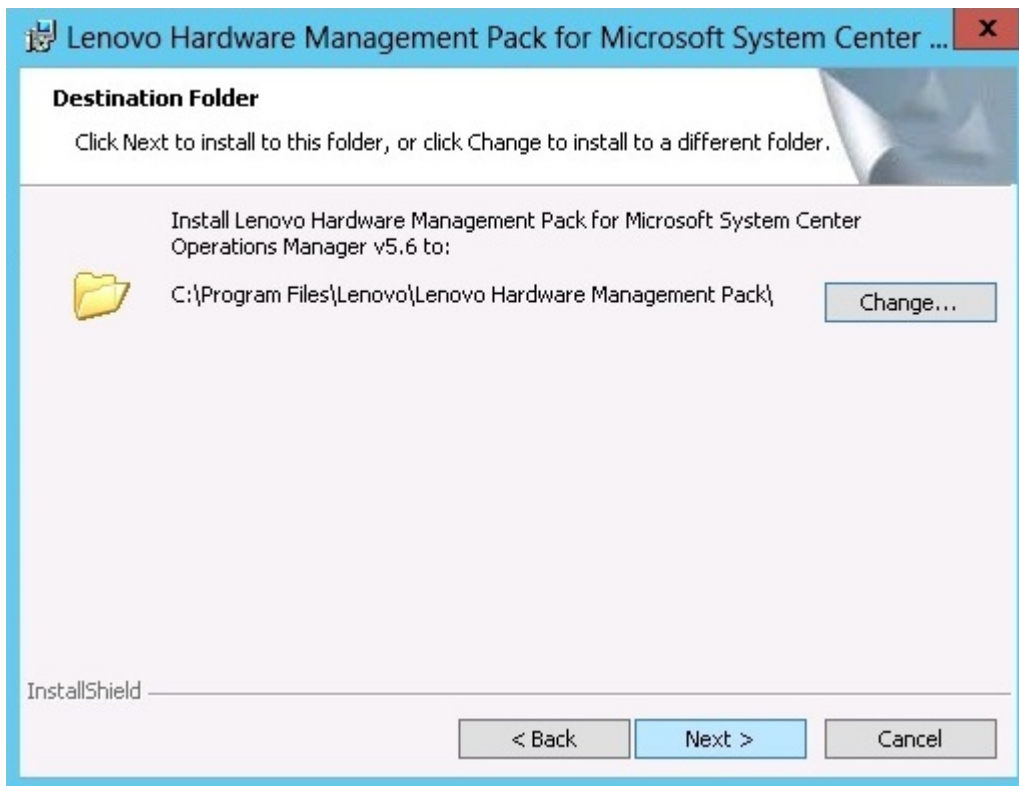 Lenovo Hardware Management Pack for Microsoft System Center ...
x
Destination Folder
Click Next to install to this folder, or click Change to install to a different folder.
Install Lenovo Hardware Management Pack for Microsoft System Center
Operations Manager v5.6 to:
C:\Program Files\Lenovo\Lenovo Hardware Management Pack\
Change...
InstallShield
< Back
Next >
Cancel